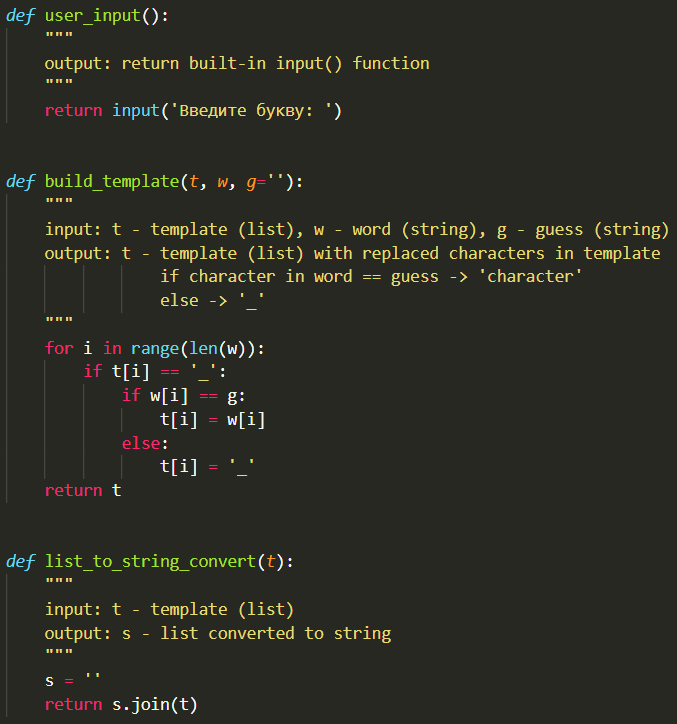 def user_input():
    """
    output: return built-in input() function
    """
    return input('Введите букву: ')
def build_template(t, w, g=''):
    """
    input: t - template (list), w - word (string), g - guess (string)
    output: t - template (list) with replaced characters in template
                if character in word == guess -> 'character'
                else -> '_'
    """
    for i in range(len(w)):
        if t[i] == '_':
            if w[i] == g:
                t[i] = w[i]
            else:
                t[i] = '_'
    return t
def list_to_string_convert(t):
    """
    input: t - template (list)
    output: s - list converted to string
    """
    s = ''
    return s.join(t)